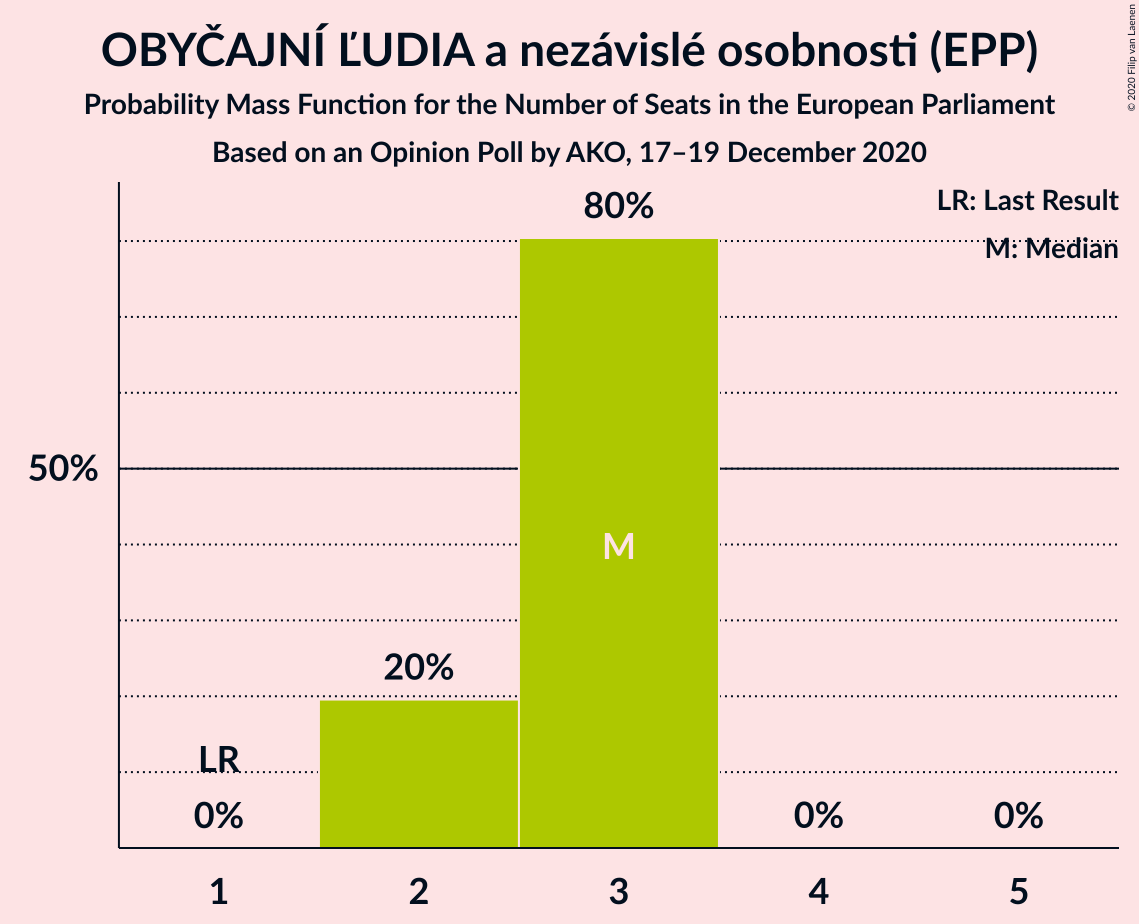 OBYČAJNÍ ĽUDIA a nezávislé osobnosti (EPP)
Probability Mass Function for the Number of Seats in the European Parliament
Based on an Opinion Poll by AKO, 17–19 December 2020
© 2020 Filip van Laenen
LR: Last Result
M: Median
80%
50%
M
20%
LR
0%
0%
0%
1 2 3 4 5